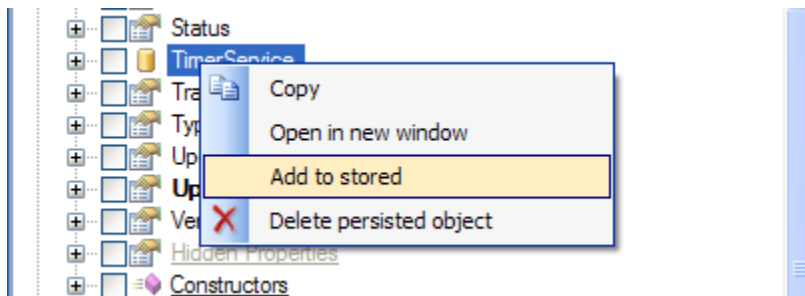 Status
TimerService
Copy
Open in new window
Add to stored
Delete persisted object
Hidden Properties
Constructors